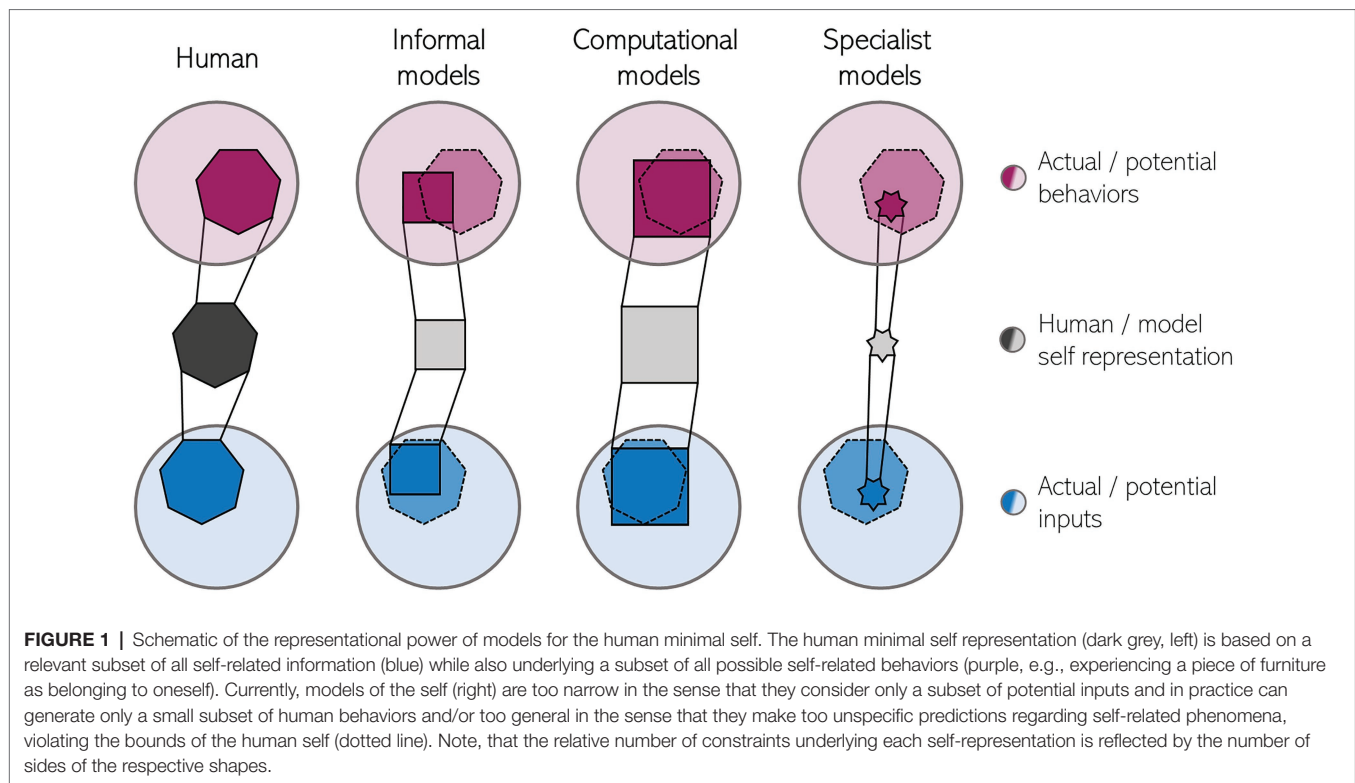 Human
Informal
models
Computational
models
Specialist
models
Actual / potential
behaviors
Human / model
self representation
Actual / potential
inputs
FIGURE 1 | Schematic of the representational power of models for the human minimal self. The human minimal self representation (dark grey, left) is based on a
relevant subset of all self-related information (blue) while also underlying a subset of all possible self-related behaviors (purple, e.g., experiencing a piece of furniture
as belonging to oneself). Currently, models of the self (right) are too narrow in the sense that they consider only a subset of potential inputs and in practice can
generate only a small subset of human behaviors and/or too general in the sense that they make too unspecific predictions regarding self-related phenomena,
violating the bounds of the human self (dotted line). Note, that the relative number of constraints underlying each self-representation is reflected by the number of
sides of the respective shapes.